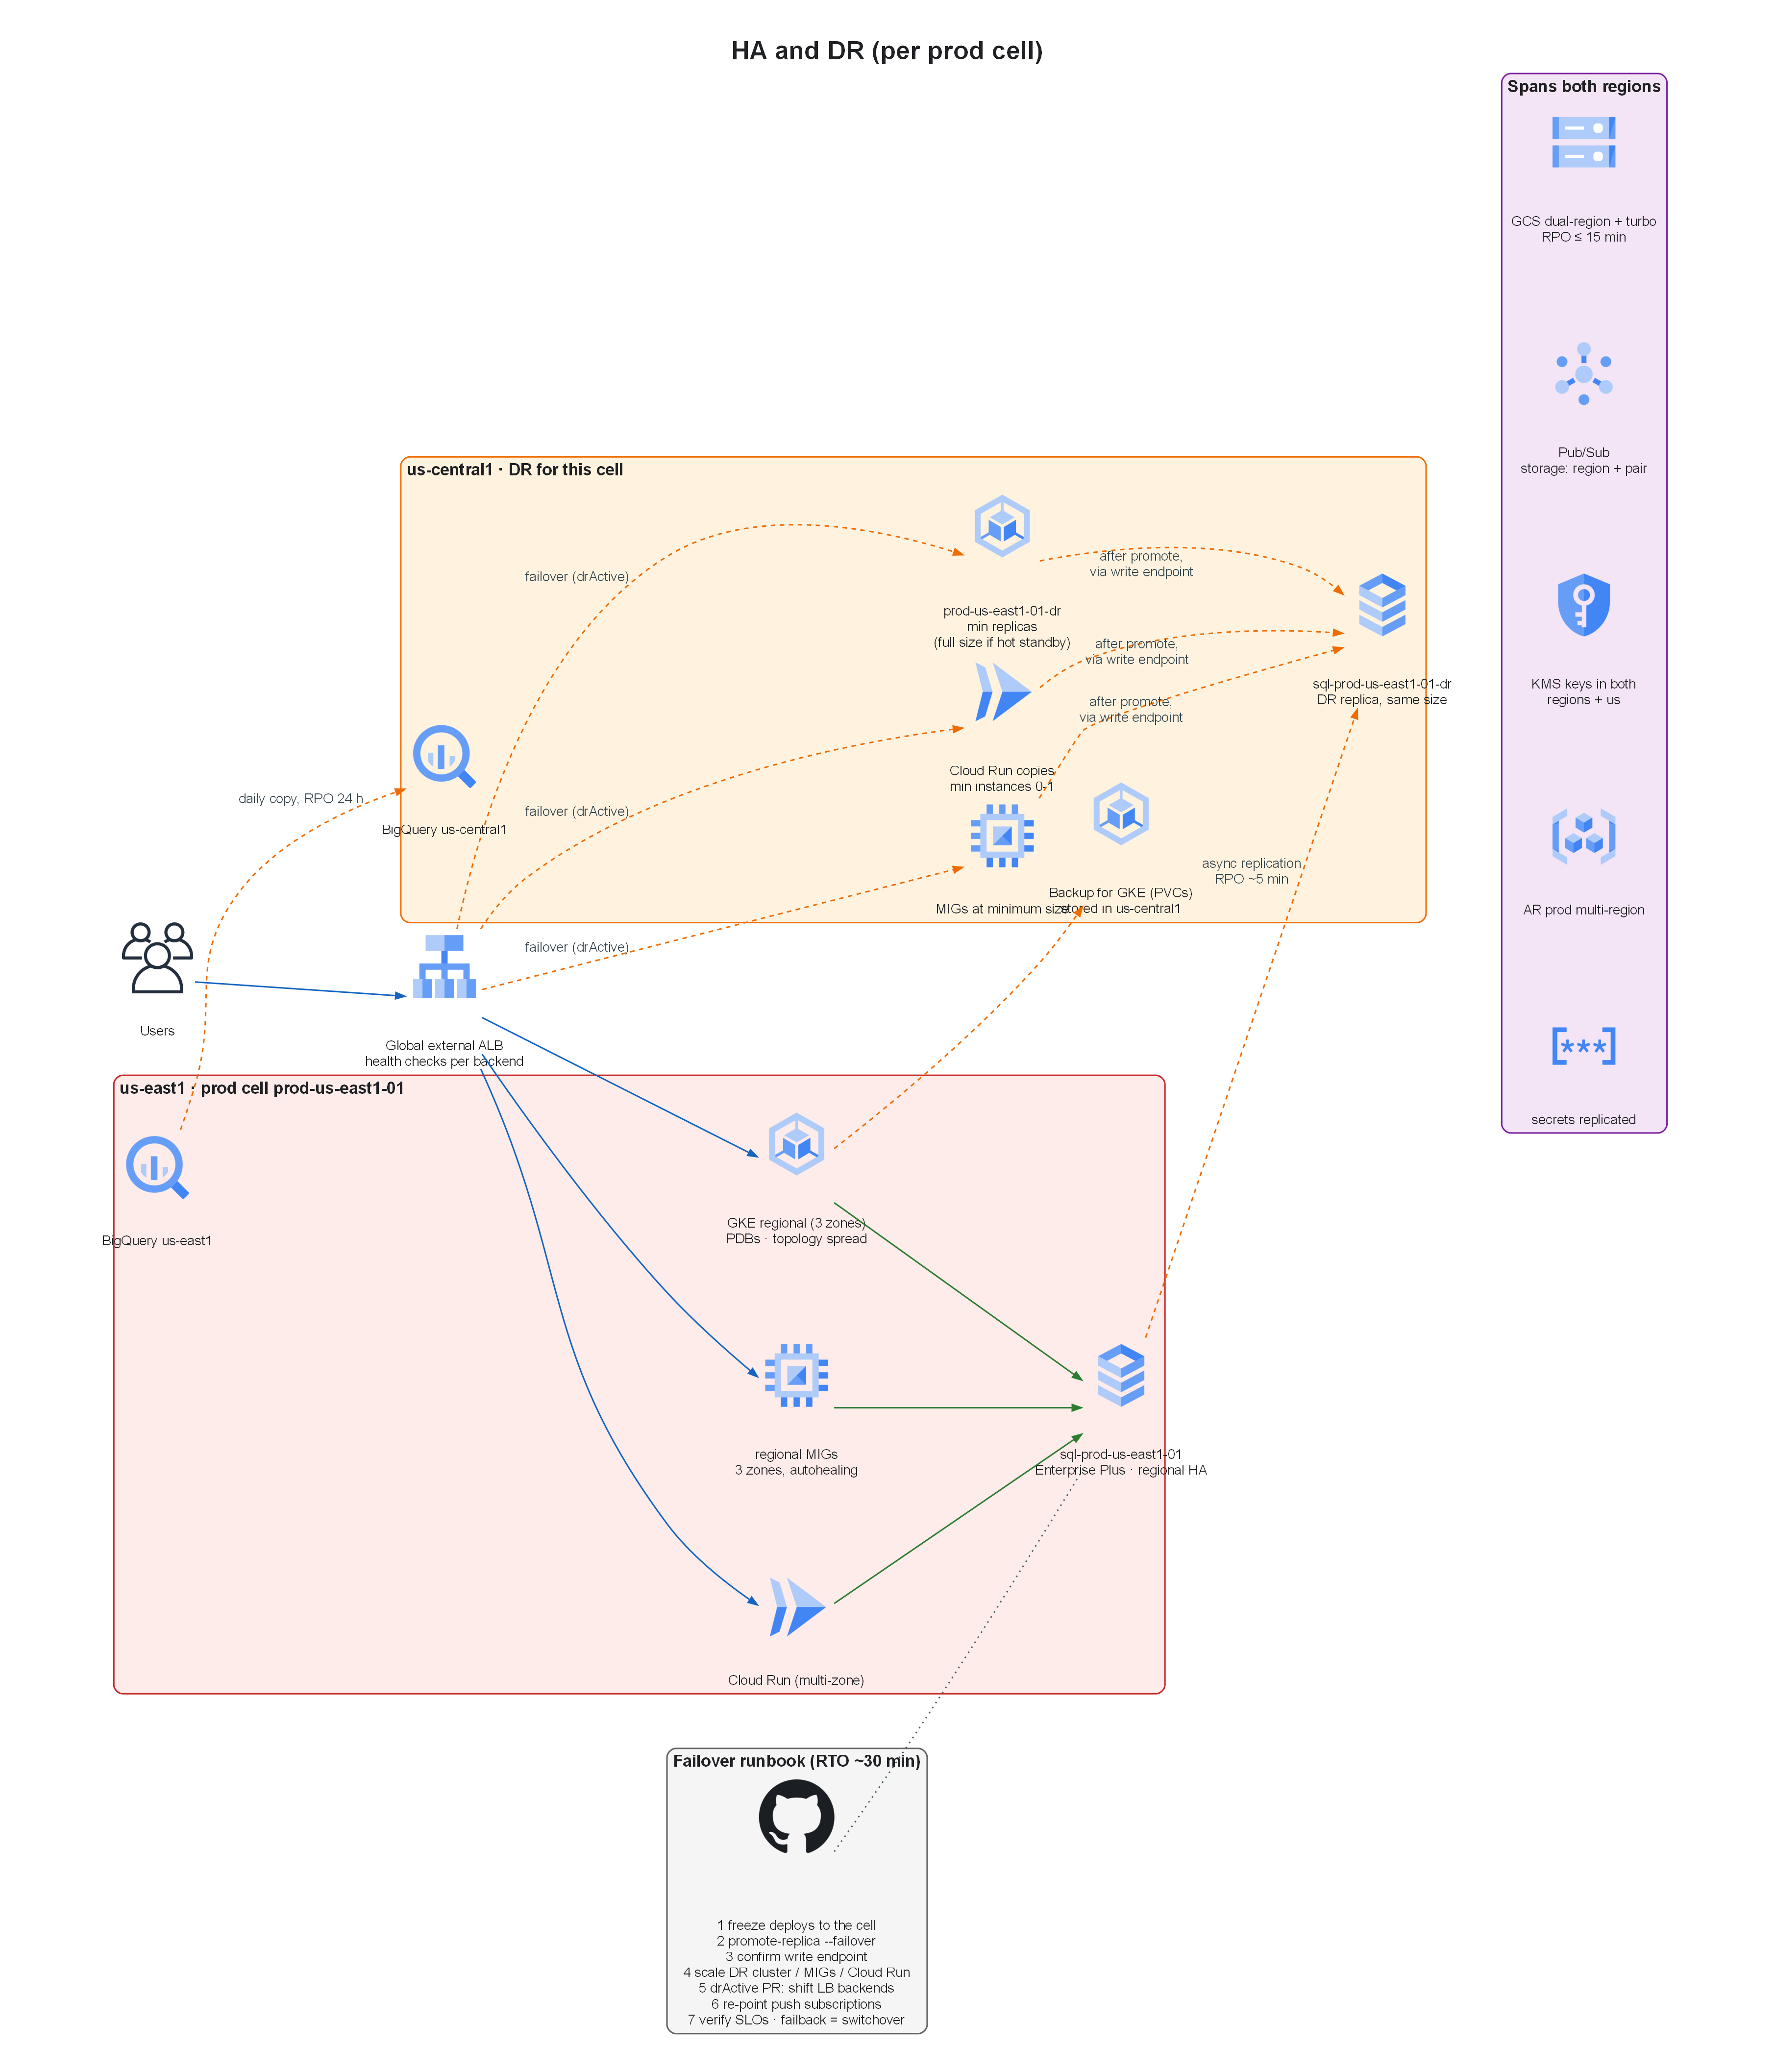 HA and DR (per prod cell)
Spans both regions
GCS dual-region + turbo
RPO ≤ 15 min
Pub/Sub
storage: region + pair
KMS keys in both
regions + us
AR prod multi-region
***
secrets replicated
us-central1 · DR for this cell
failover (drActive)
after promote,
via write endpoint
prod-us-east1-01-dr
min replicas
(full size if hot standby)
after promote,
via write endpoint
sql-prod-us-east1-01-dr
DR replica, same size
after promote,
via write endpoint
Cloud Run copies
min instances 0-1
daily copy, RPO 24 h
failover (drActive)
BigQuery us-central1
async replication
RPO ~5 min
Backup for GKE (PVCs)
stored in us-central1
MIGs at minimum size
failover (drActive)
Users
Global external ALB
health checks per backend
us-east1 · prod cell prod-us-east1-01
BigQuery us-east1
GKE regional (3 zones)
PDBs · topology spread
regional MIGs
3 zones, autohealing
sql-prod-us-east1-01
Enterprise Plus · regional HA
Cloud Run (multi-zone)
Failover runbook (RTO ~30 min)
1 freeze deploys to the cell
2 promote-replica --failover
3 confirm write endpoint
4 scale DR cluster / MIGs / Cloud Run
5 drActive PR: shift LB backends
6 re-point push subscriptions
7 verify SLOs · failback = switchover